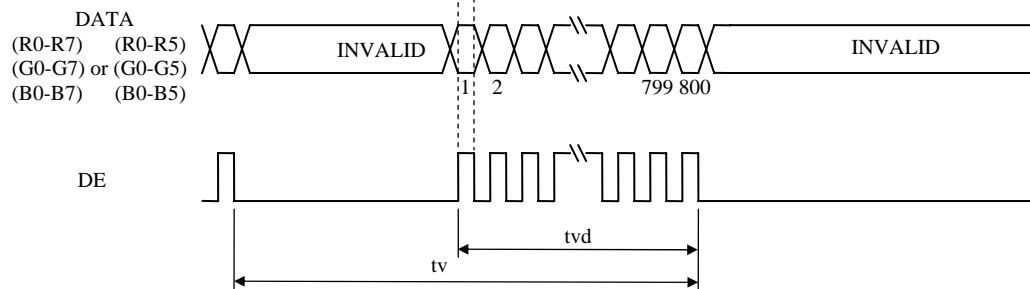 DATA
(R0-R7) (R0-R5)
(G0-G7) or (G0-G5)
(B0-B7) (B0-B5)
INVALID
INVALID
1 2 799 800
DE
tvd
tv